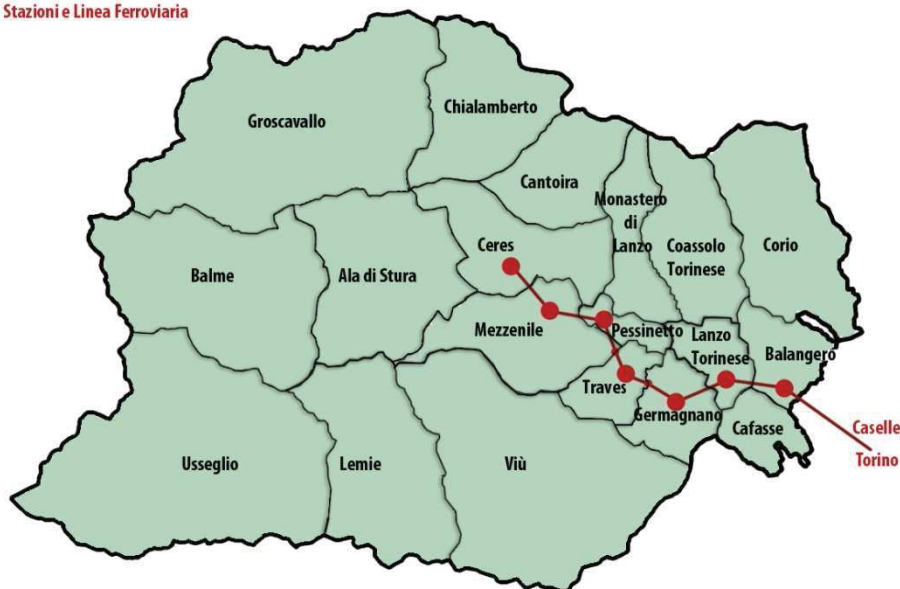 Stazioni e Linea Ferroviaria
Groscavallo
Chialamberto
Cantoira
Monastero
di
Lanzo
Coassolo
Torinese
Corio
Ceres
Balme
Ala di Stura
Mezzenile
Pessinetto
Lanzo
Torinese
Balangero
Traves
Germagnano
Cafasse
Caselle
Torino
Usseglio
Lemie
Viù